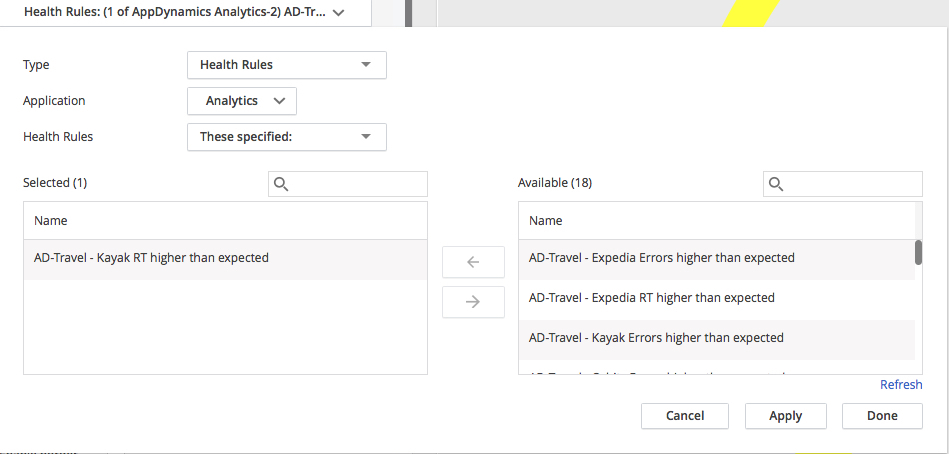 Health Rules: (1 of AppDynamics Analytics-2) AD-Tr...
Type
Health Rules
Application
Analytics
Health Rules
These specified:
Selected (1)
Name
AD-Travel - Kayak RT higher than expected
Available (18)
Name
AD-Travel - Expedia Errors higher than expected
AD-Travel - Expedia RT higher than expected
AD-Travel - Kayak Errors higher than expected
Refresh
Cancel
Apply
Done